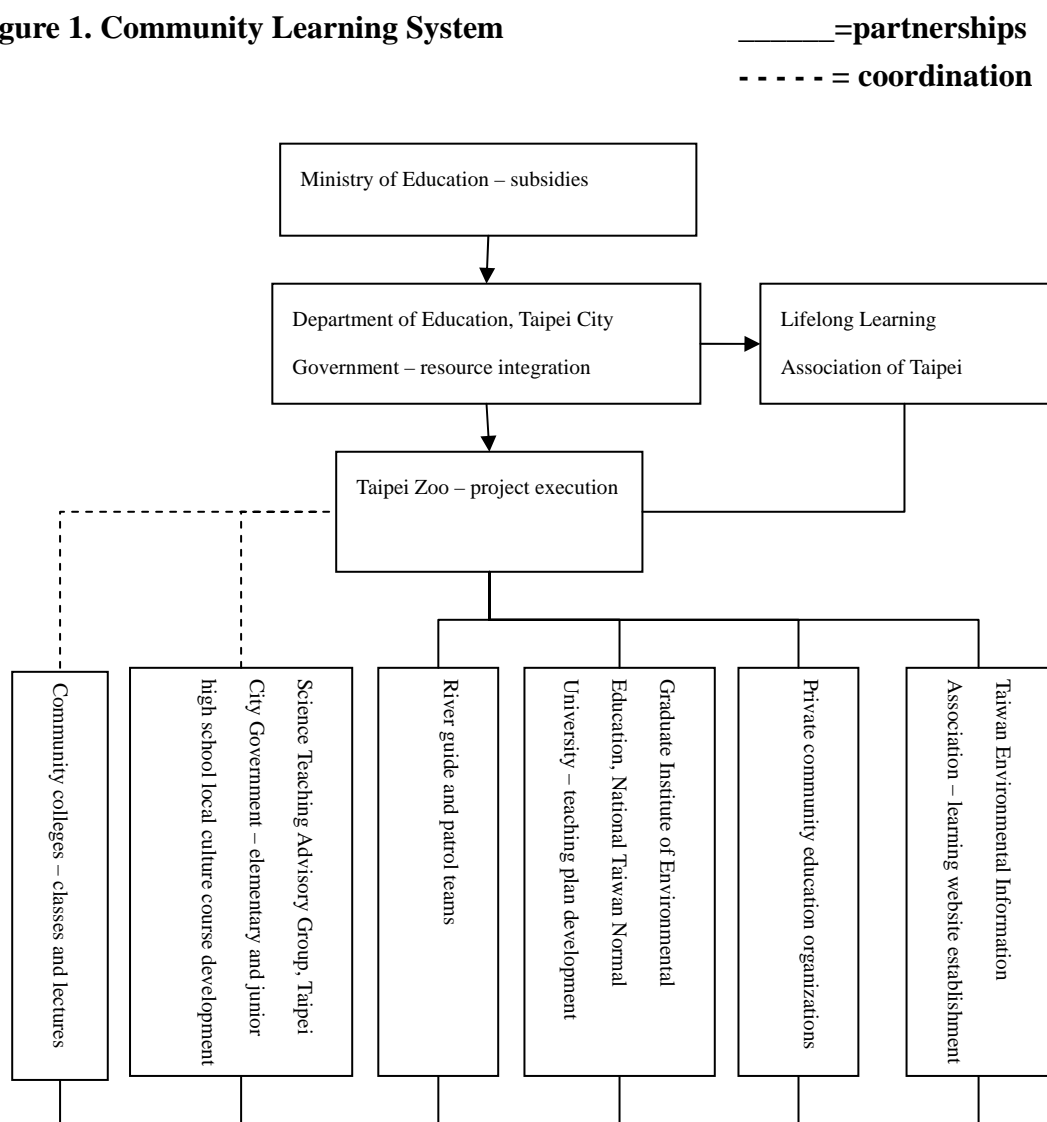 gure 1. Community Learning System
______=partnerships
- - - - - = coordination
Ministry of Education – subsidies
Department of Education, Taipei City
Government – resource integration
Lifelong Learning
Association of Taipei
Taipei Zoo – project execution
Community colleges – classes and lectures
Science Teaching Advisory Group, Taipei
City Government – elementary and junior
high school local culture course development
River guide and patrol teams
Graduate Institute of Environmental
Education, National Taiwan Normal
University – teaching plan development
Private community education organizations
Taiwan Environmental Information
Association – learning website establishment